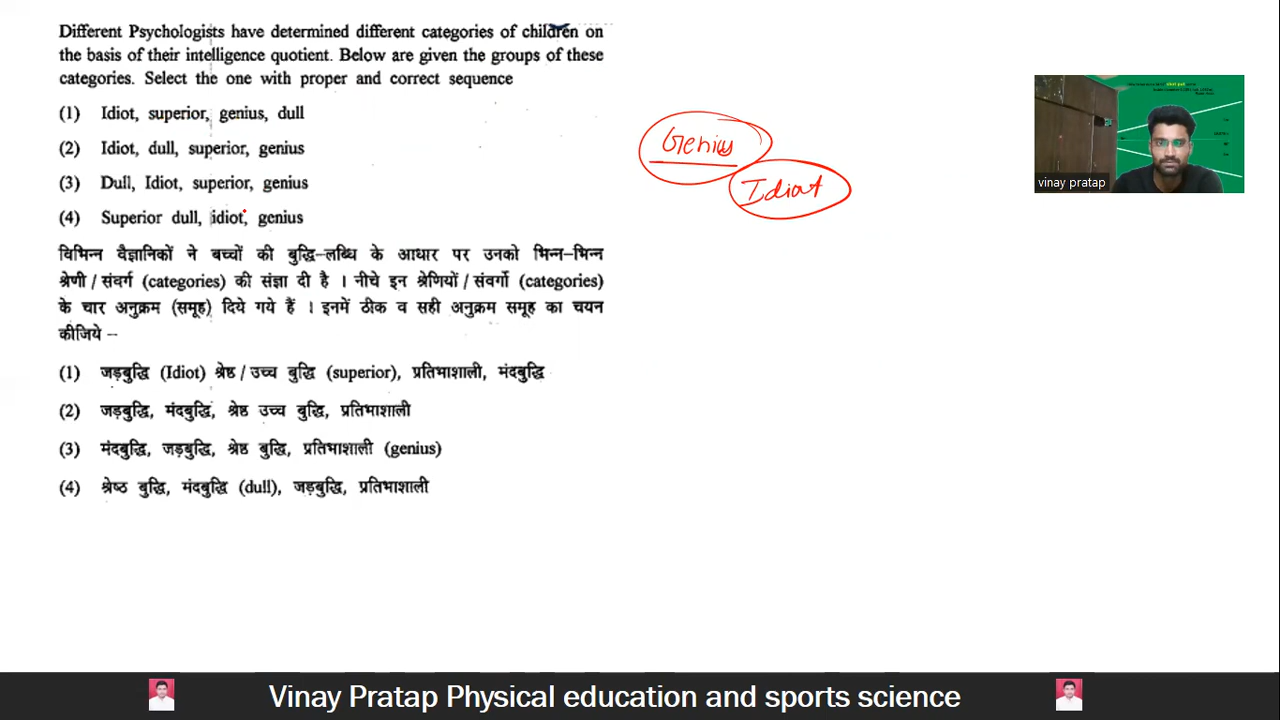 Different Psychologists have determined different categories of children on
the basis of their intelligence quotient. Below are given the groups of these
categories. Select the one with proper and correct sequence
(1) Idiot, superior, genius, dull
(2) Idiot, dull, superior, genius
(3) Dull, Idiot, superior, genius
(4) Superior dull, idiot, genius
विभिन्न वैज्ञानिकों ने बच्चों की बुद्धि–लब्धि के आधार पर उनको भिन्न–भिन्न
श्रेणी / संवर्ग (categories) की संज्ञा दी है । नीचे इन श्रेणियों / संवर्गो (categories)
के चार अनुक्रम (समूह) दिये गये हैं । इनमें ठीक व सही अनुक्रम समूह का चयन
कीजिये –
(1) जड़बुद्धि (Idiot) श्रेष्ठ / उच्च बुद्धि (superior), प्रतिभाशाली, मंदबुद्धि
(2) जड़बुद्धि, मंदबुद्धि, श्रेष्ठ उच्च बुद्धि, प्रतिभाशाली
(3) मंदबुद्धि, जड़बुद्धि, श्रेष्ठ बुद्धि, प्रतिभाशाली (genius)
(4) श्रेष्ठ बुद्धि, मंदबुद्धि (dull), जड़बुद्धि, प्रतिभाशाली
Genius
Idiot
vinay pratap
Vinay Pratap Physical education and sports science